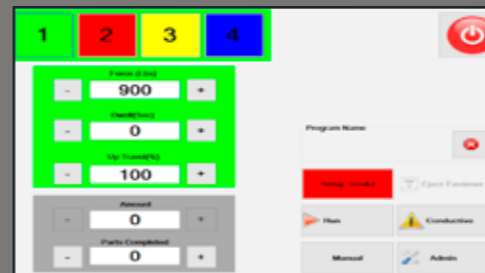 1 2 3 4
Force (Lbs)
- 900 +
Dwell(Sec)
- 0 +
Up Travel(%)
- 100 +
Amount
- 0 +
Parts Completed
- 0 +
Program Name
Setup Tooling
Eject Fastener
Run
Conductive
Manual
Admin